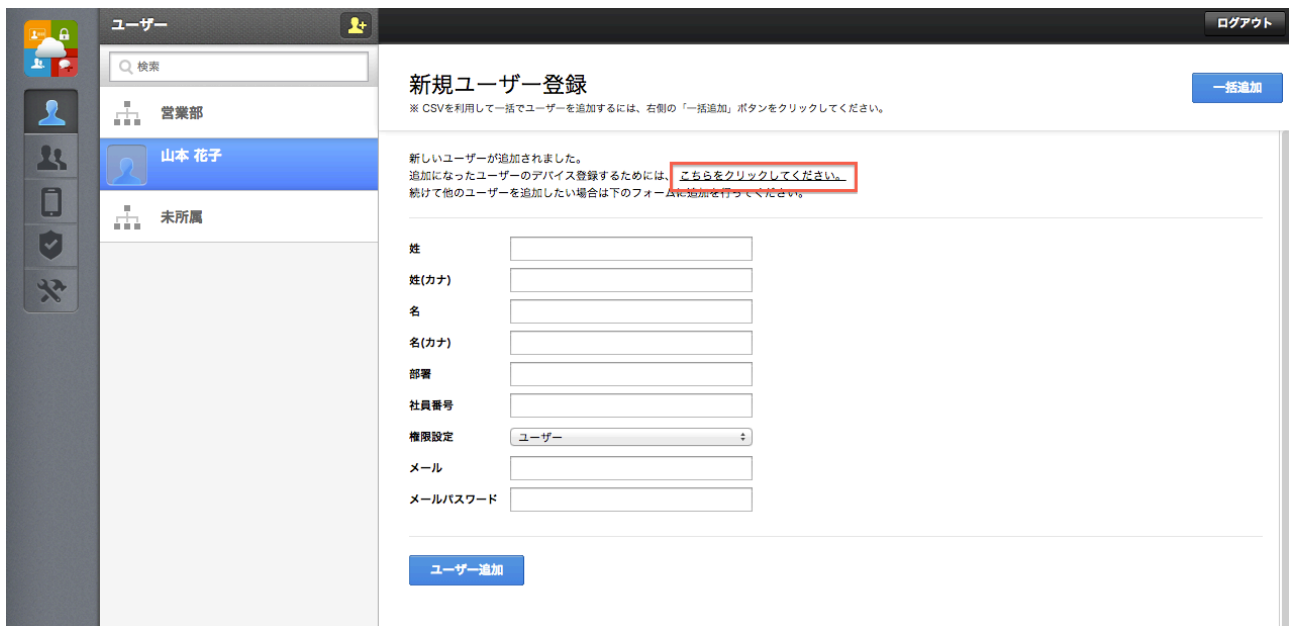 ユーザー
ログアウト
検索
営業部
山本 花子
未所属
新規ユーザー登録
※ CSVを利用して一括でユーザーを追加するには、右側の「一括追加」ボタンをクリックしてください。
一括追加
新しいユーザーが追加されました。
追加になったユーザーのデバイス登録するためには、こちらをクリックしてください。
続けて他のユーザーを追加したい場合は下のフォームに追加を行ってください。
姓
姓(カナ)
名
名(カナ)
部署
社員番号
権限設定 ユーザー
メール
メールパスワード
ユーザー追加